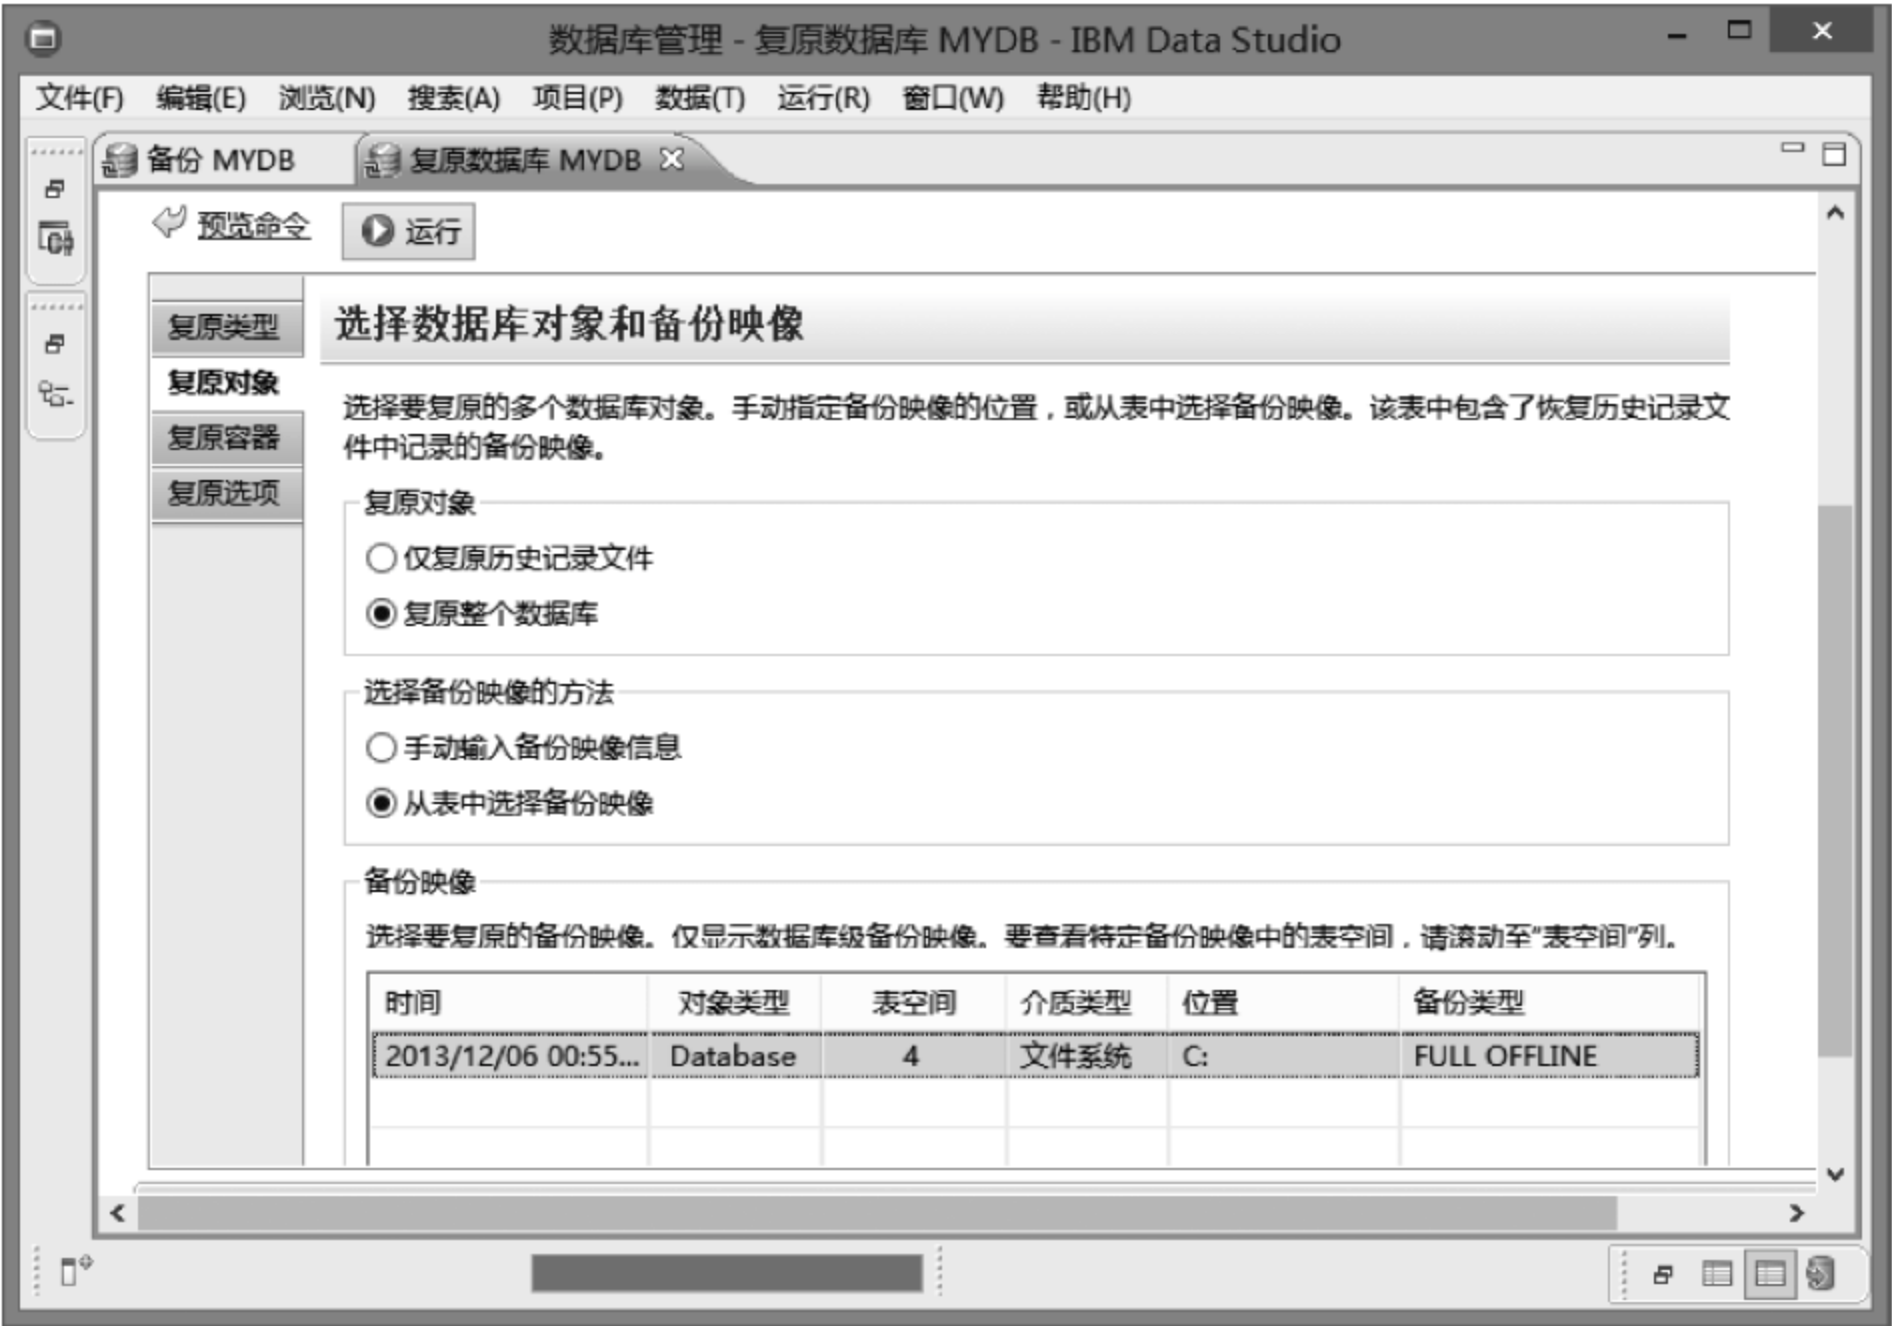 数据库管理 - 复原数据库 MYDB - IBM Data Studio
文件(F) 编辑(E) 浏览(N) 搜索(A) 项目(P) 数据(T) 运行(R) 窗口(W) 帮助(H)
备份 MYDB 复原数据库 MYDB
预览命令 运行
复原类型
复原对象
复原容器
复原选项
选择数据库对象和备份映像
选择要复原的多个数据库对象。手动指定备份映像的位置，或从表中选择备份映像。该表中包含了恢复历史记录文
件中记录的备份映像。
复原对象
仅复原历史记录文件
复原整个数据库
选择备份映像的方法
手动输入备份映像信息
从表中选择备份映像
备份映像
选择要复原的备份映像。仅显示数据库级备份映像。要查看特定备份映像中的表空间，请滚动至“表空间”列。
时间 对象类型 表空间 介质类型 位置 备份类型
2013/12/06 00:55... Database 4 文件系统 C: FULL OFFLINE